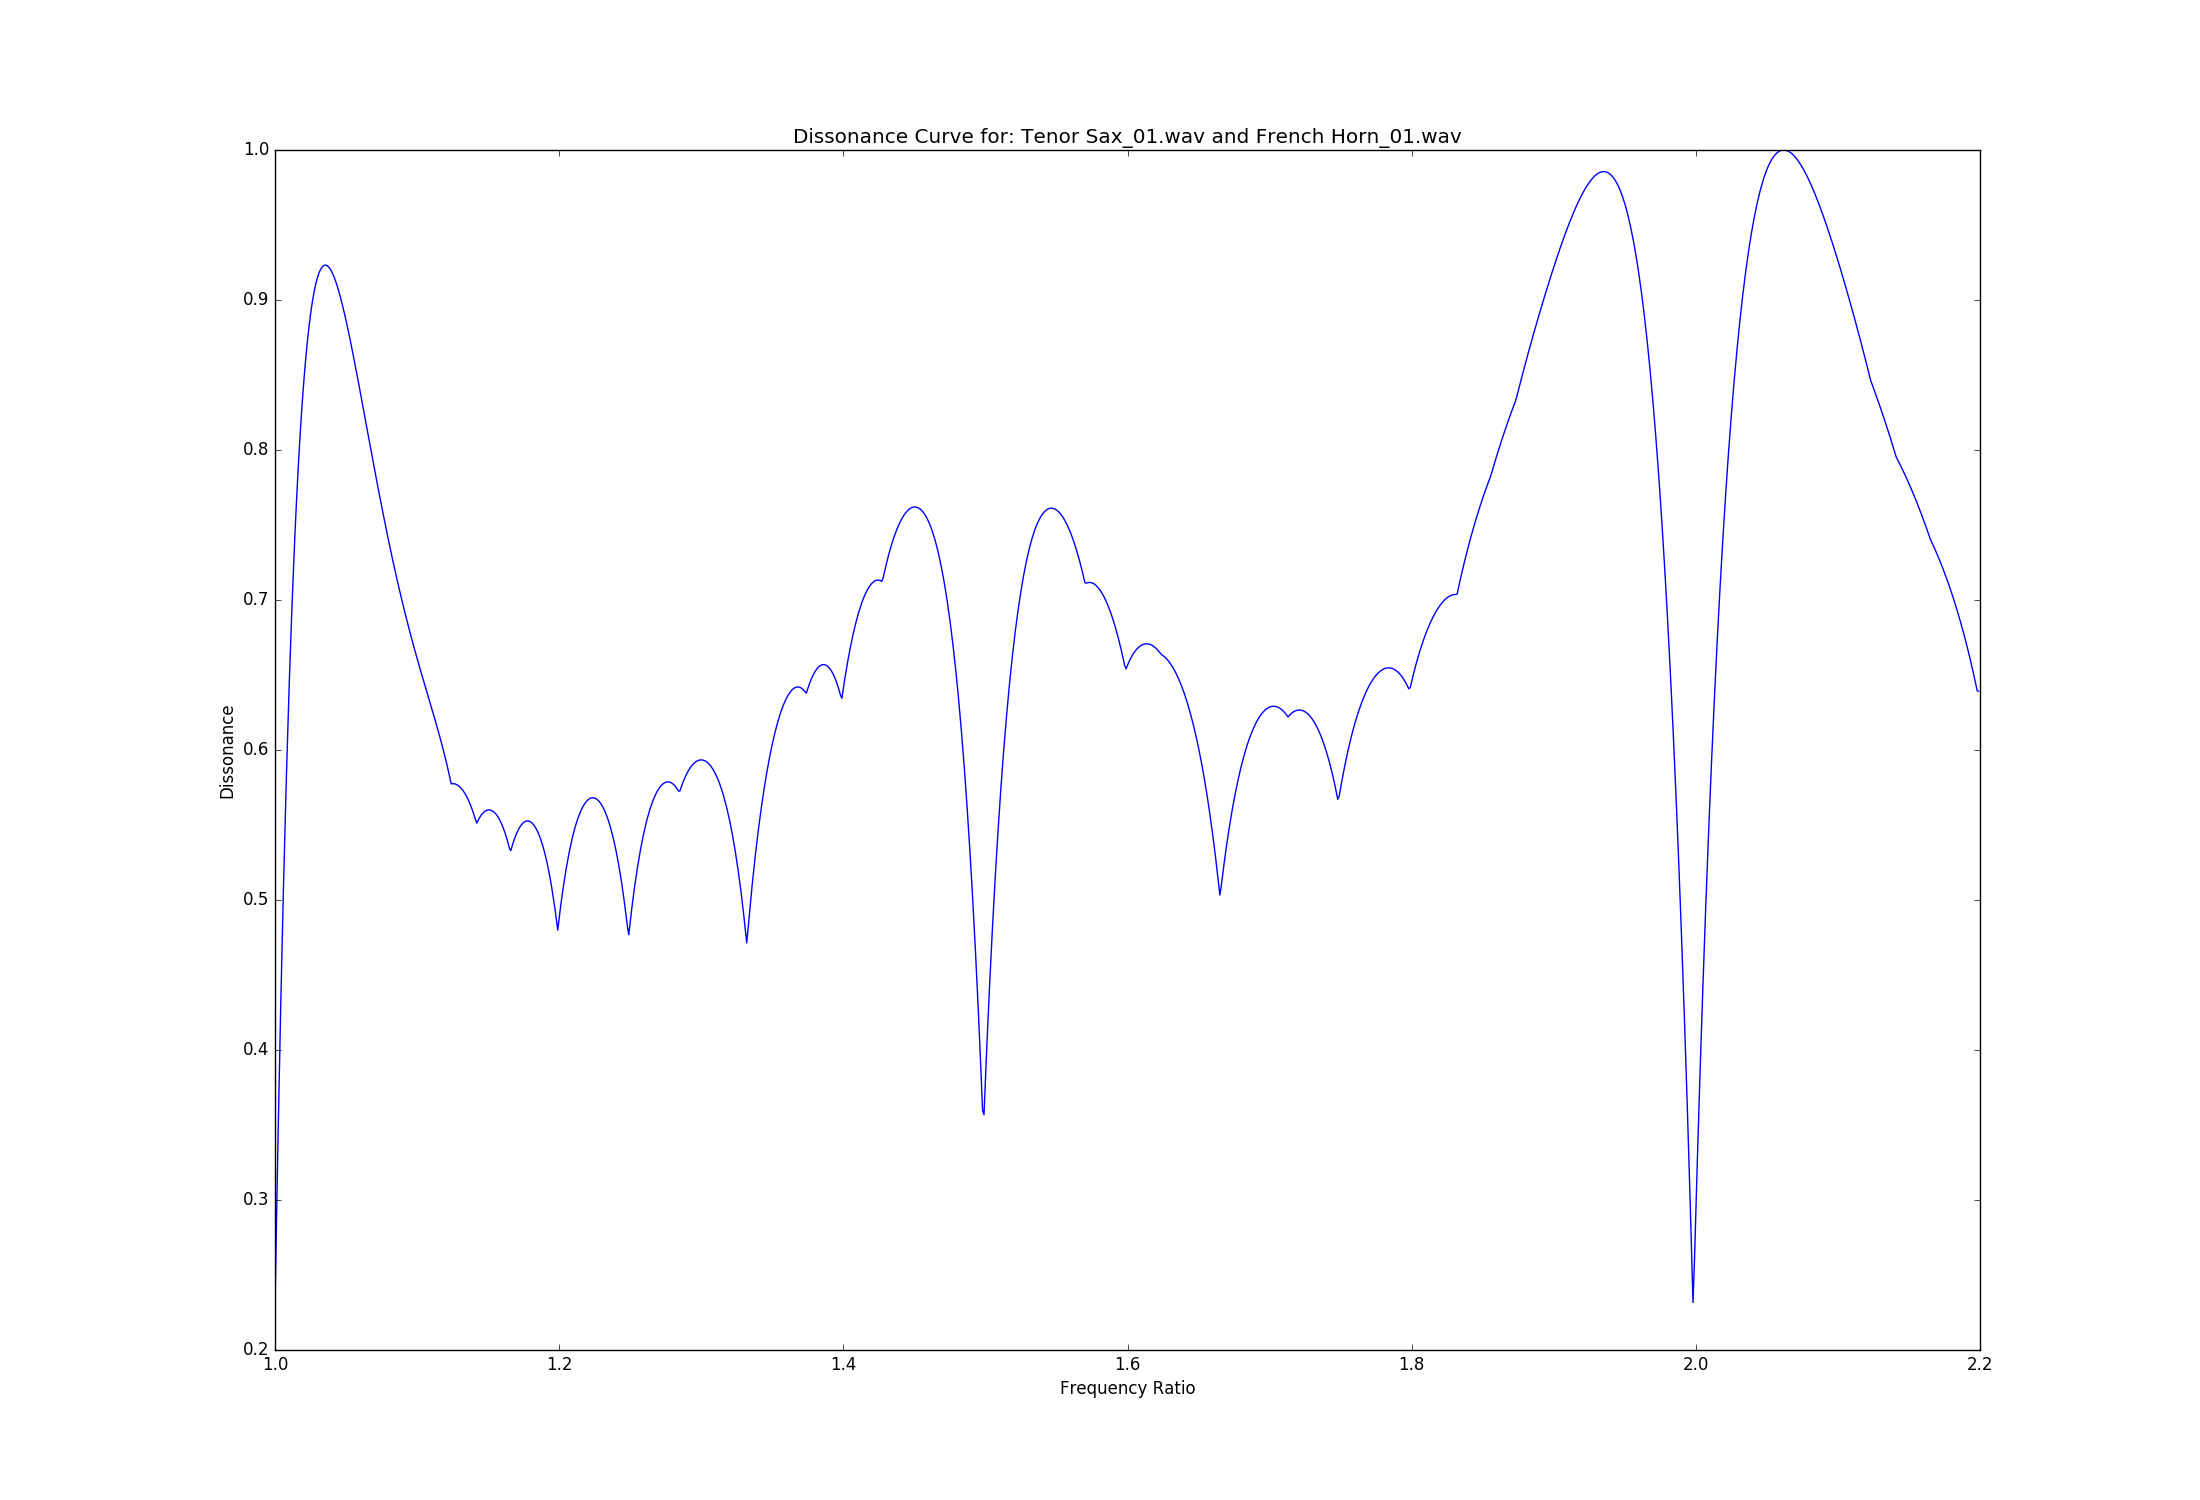 Dissonance Curve for: Tenor Sax_01.wav and French Horn_01.wav
1.0
0.9
0.8
0.7
0.6
0.5
0.4
0.3
0.2
Dissonance
1.0 1.2 1.4 1.6 1.8 2.0 2.2
Frequency Ratio